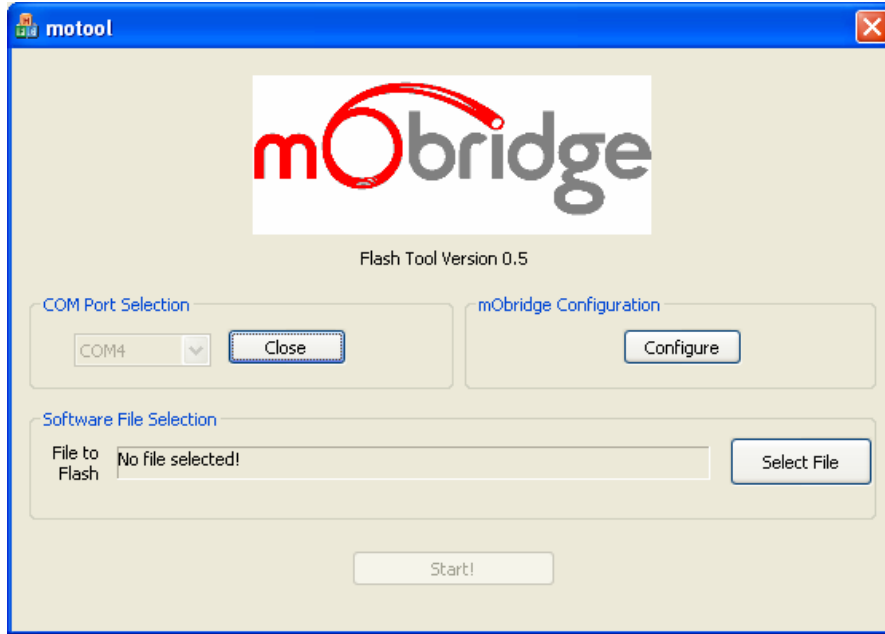 motool
mObridge
Flash Tool Version 0.5
COM Port Selection
COM4
Close
mObridge Configuration
Configure
Software File Selection
File to
Flash
No file selected!
Select File
Start!